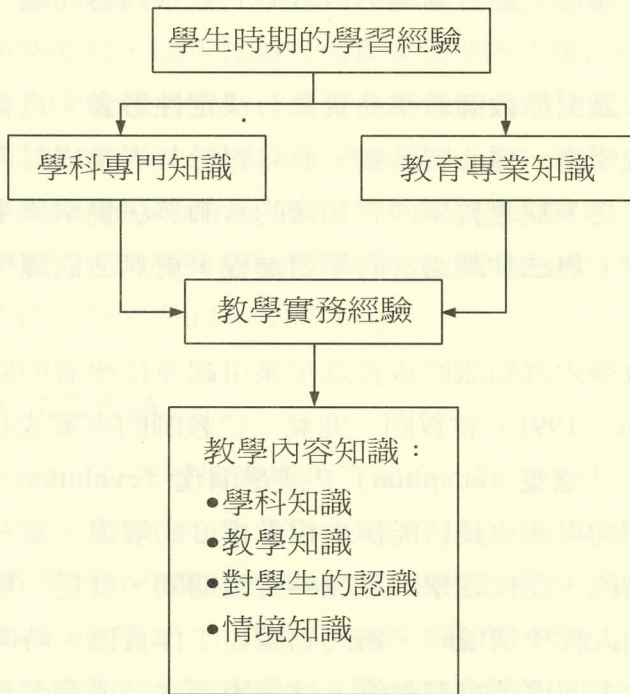 學生時期的學習經驗
學科專門知識
教育專業知識
教學實務經驗
教學內容知識：
•學科知識
•教學知識
•對學生的認識
•情境知識